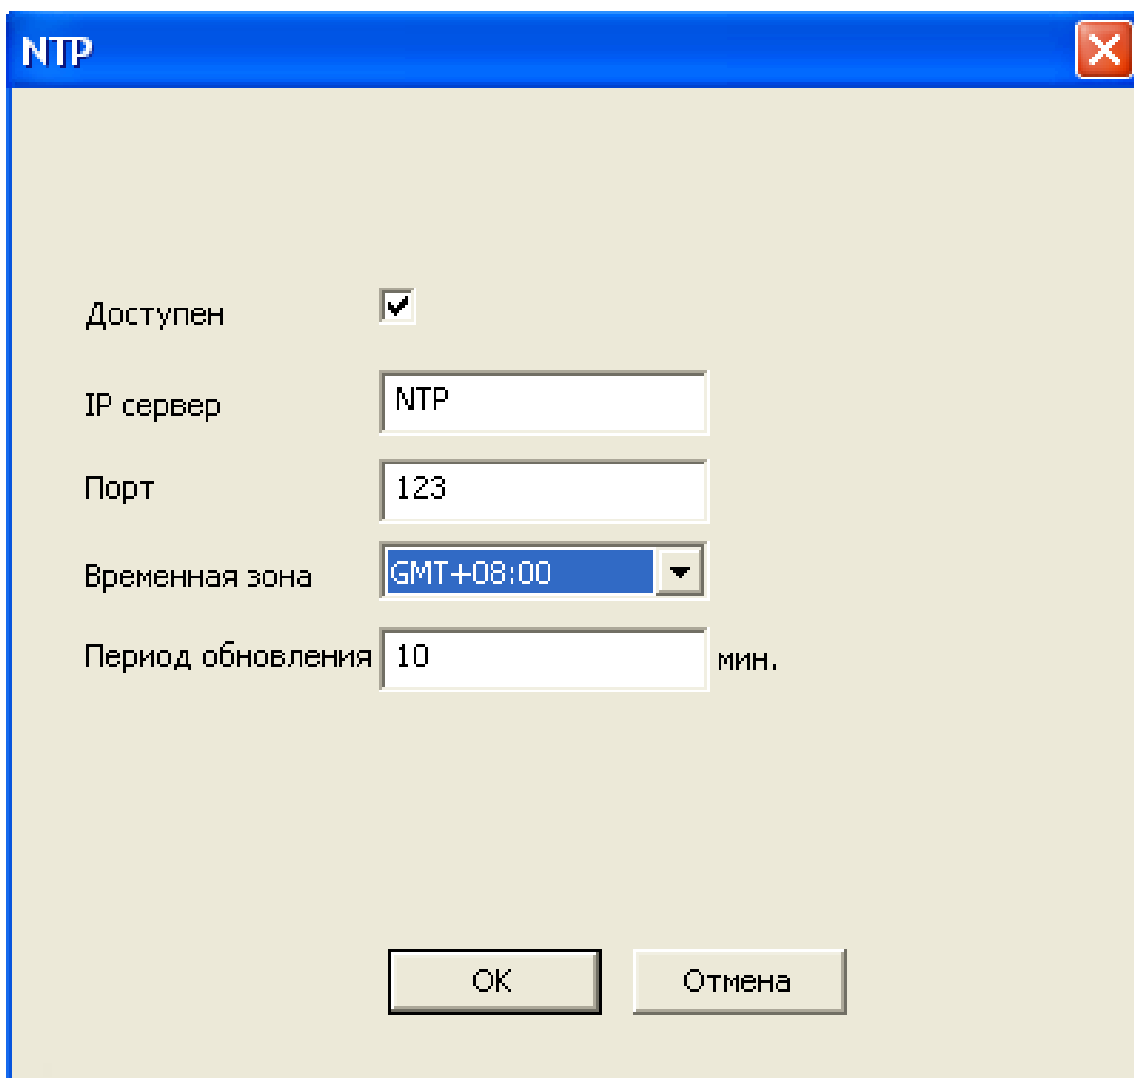 NTP
Доступен
IP сервер NTP
Порт 123
Временная зона GMT+08:00
Период обновления 10 мин.
OK Отмена